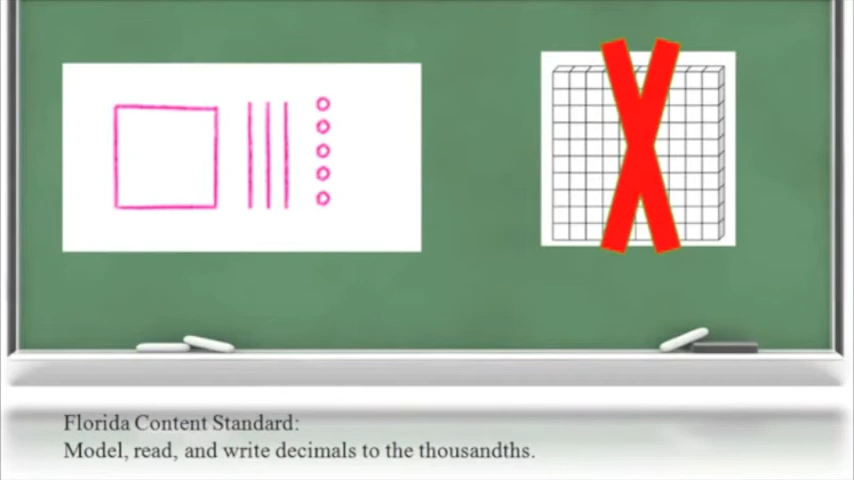 Florida Content Standard:
Model, read, and write decimals to the thousandths.